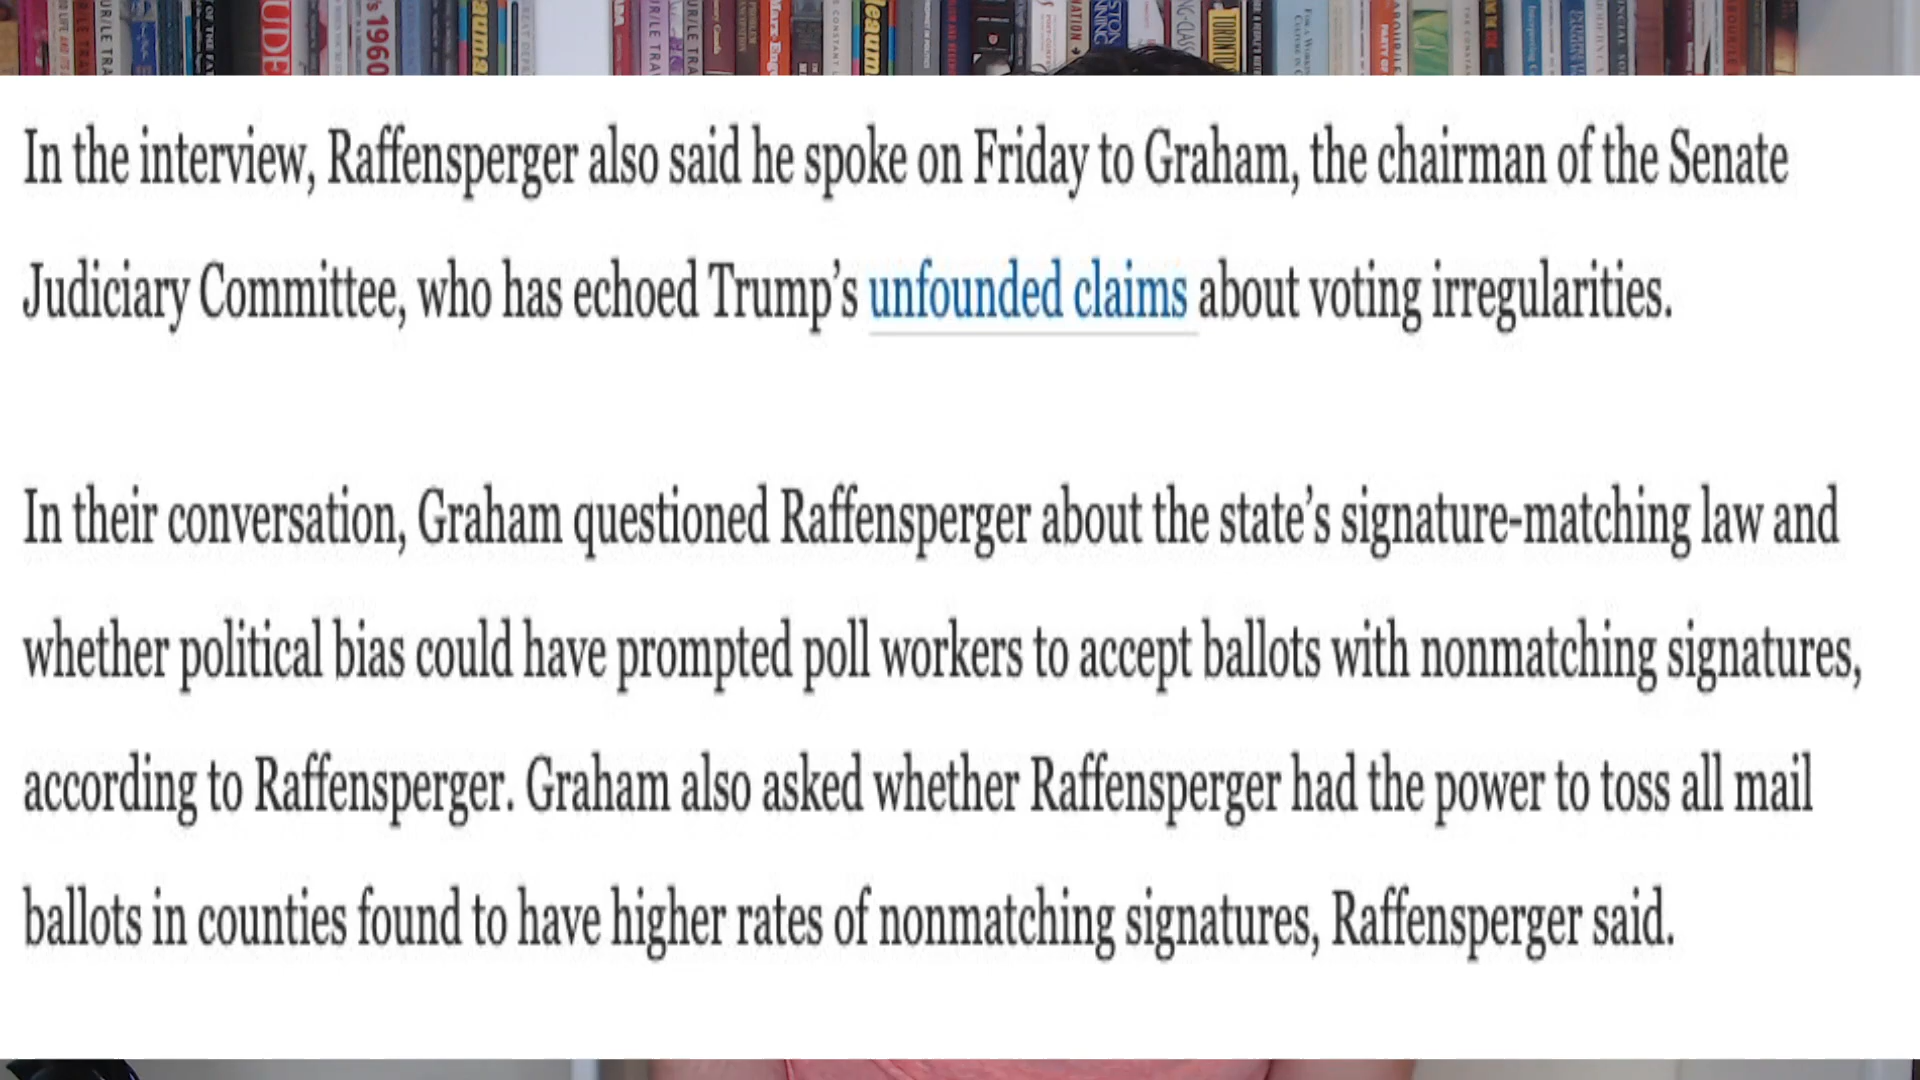 In the interview, Raffensperger also said he spoke on Friday to Graham, the chairman of the Senate
Judiciary Committee, who has echoed Trump’s unfounded claims about voting irregularities.
In their conversation, Graham questioned Raffensperger about the state’s signature-matching law and
whether political bias could have prompted poll workers to accept ballots with nonmatching signatures,
according to Raffensperger. Graham also asked whether Raffensperger had the power to toss all mail
ballots in counties found to have higher rates of nonmatching signatures, Raffensperger said.